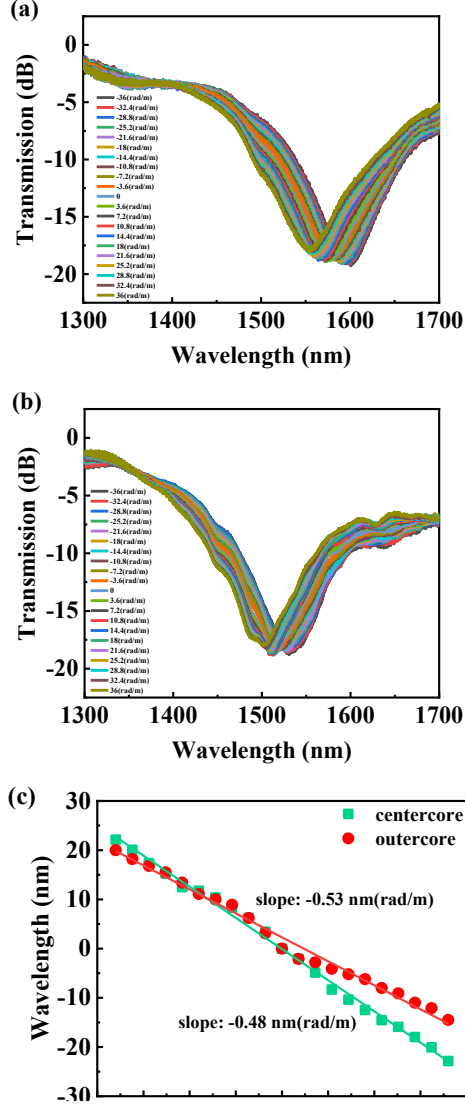 (a)
0
-5
-10
-15
-20
Transmission (dB)
-36(rad/m)
-32.4(rad/m)
-28.8(rad/m)
-25.2(rad/m)
-21.6(rad/m)
-18(rad/m)
-14.4(rad/m)
-10.8(rad/m)
-7.2(rad/m)
-3.6(rad/m)
0
3.6(rad/m)
7.2(rad/m)
10.8(rad/m)
14.4(rad/m)
18(rad/m)
21.6(rad/m)
25.2(rad/m)
28.8(rad/m)
32.4(rad/m)
36(rad/m)
1300 1400 1500 1600 1700
Wavelength (nm)
(b)
0
-5
-10
-15
-20
Transmission (dB)
-36(rad/m)
-32.4(rad/m)
-28.8(rad/m)
-25.2(rad/m)
-21.6(rad/m)
-18(rad/m)
-14.4(rad/m)
-10.8(rad/m)
-7.2(rad/m)
-3.6(rad/m)
0
3.6(rad/m)
7.2(rad/m)
10.8(rad/m)
14.4(rad/m)
18(rad/m)
21.6(rad/m)
25.2(rad/m)
28.8(rad/m)
32.4(rad/m)
36(rad/m)
1300 1400 1500 1600 1700
Wavelength (nm)
(c)
30
20
10
0
-10
-20
-30
Wavelength (nm)
centercore
outercore
slope: -0.53 nm(rad/m)
slope: -0.48 nm(rad/m)